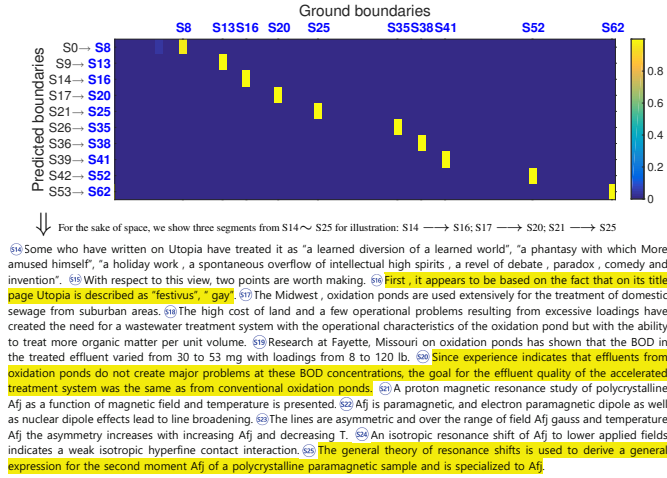 Ground boundaries
S8 S13 S16 S20 S25 S35 S38 S41 S52 S62
Predicted boundaries
S0→ S8
S9→ S13
S14→ S16
S17→ S20
S21→ S25
S26→ S35
S36→ S38
S39→ S41
S42→ S52
S53→ S62
0.8
0.6
0.4
0.2
0
⇓ For the sake of space, we show three segments from S14∼ S25 for illustration: S14 ⟶ S16; S17 ⟶ S20; S21 ⟶ S25
S14 Some who have written on Utopia have treated it as “a learned diversion of a learned world”, “a phantasy with which More
amused himself”, “a holiday work , a spontaneous overflow of intellectual high spirits , a revel of debate , paradox , comedy and
invention”. S15 With respect to this view, two points are worth making. S16 First , it appears to be based on the fact that on its title
page Utopia is described as “festivus”, “ gay”. S17 The Midwest , oxidation ponds are used extensively for the treatment of domestic
sewage from suburban areas. S18 The high cost of land and a few operational problems resulting from excessive loadings have
created the need for a wastewater treatment system with the operational characteristics of the oxidation pond but with the ability
to treat more organic matter per unit volume. S19 Research at Fayette, Missouri on oxidation ponds has shown that the BOD in
the treated effluent varied from 30 to 53 mg with loadings from 8 to 120 lb. S20 Since experience indicates that effluents from
oxidation ponds do not create major problems at these BOD concentrations, the goal for the effluent quality of the accelerated
treatment system was the same as from conventional oxidation ponds. S21 A proton magnetic resonance study of polycrystalline
Afj as a function of magnetic field and temperature is presented. S22 Afj is paramagnetic, and electron paramagnetic dipole as well
as nuclear dipole effects lead to line broadening. S23 The lines are asymmetric and over the range of field Afj gauss and temperature
Afj the asymmetry increases with increasing Afj and decreasing T. S24 An isotropic resonance shift of Afj to lower applied fields
indicates a weak isotropic hyperfine contact interaction. S25 The general theory of resonance shifts is used to derive a general
expression for the second moment Afj of a polycrystalline paramagnetic sample and is specialized to Afj.